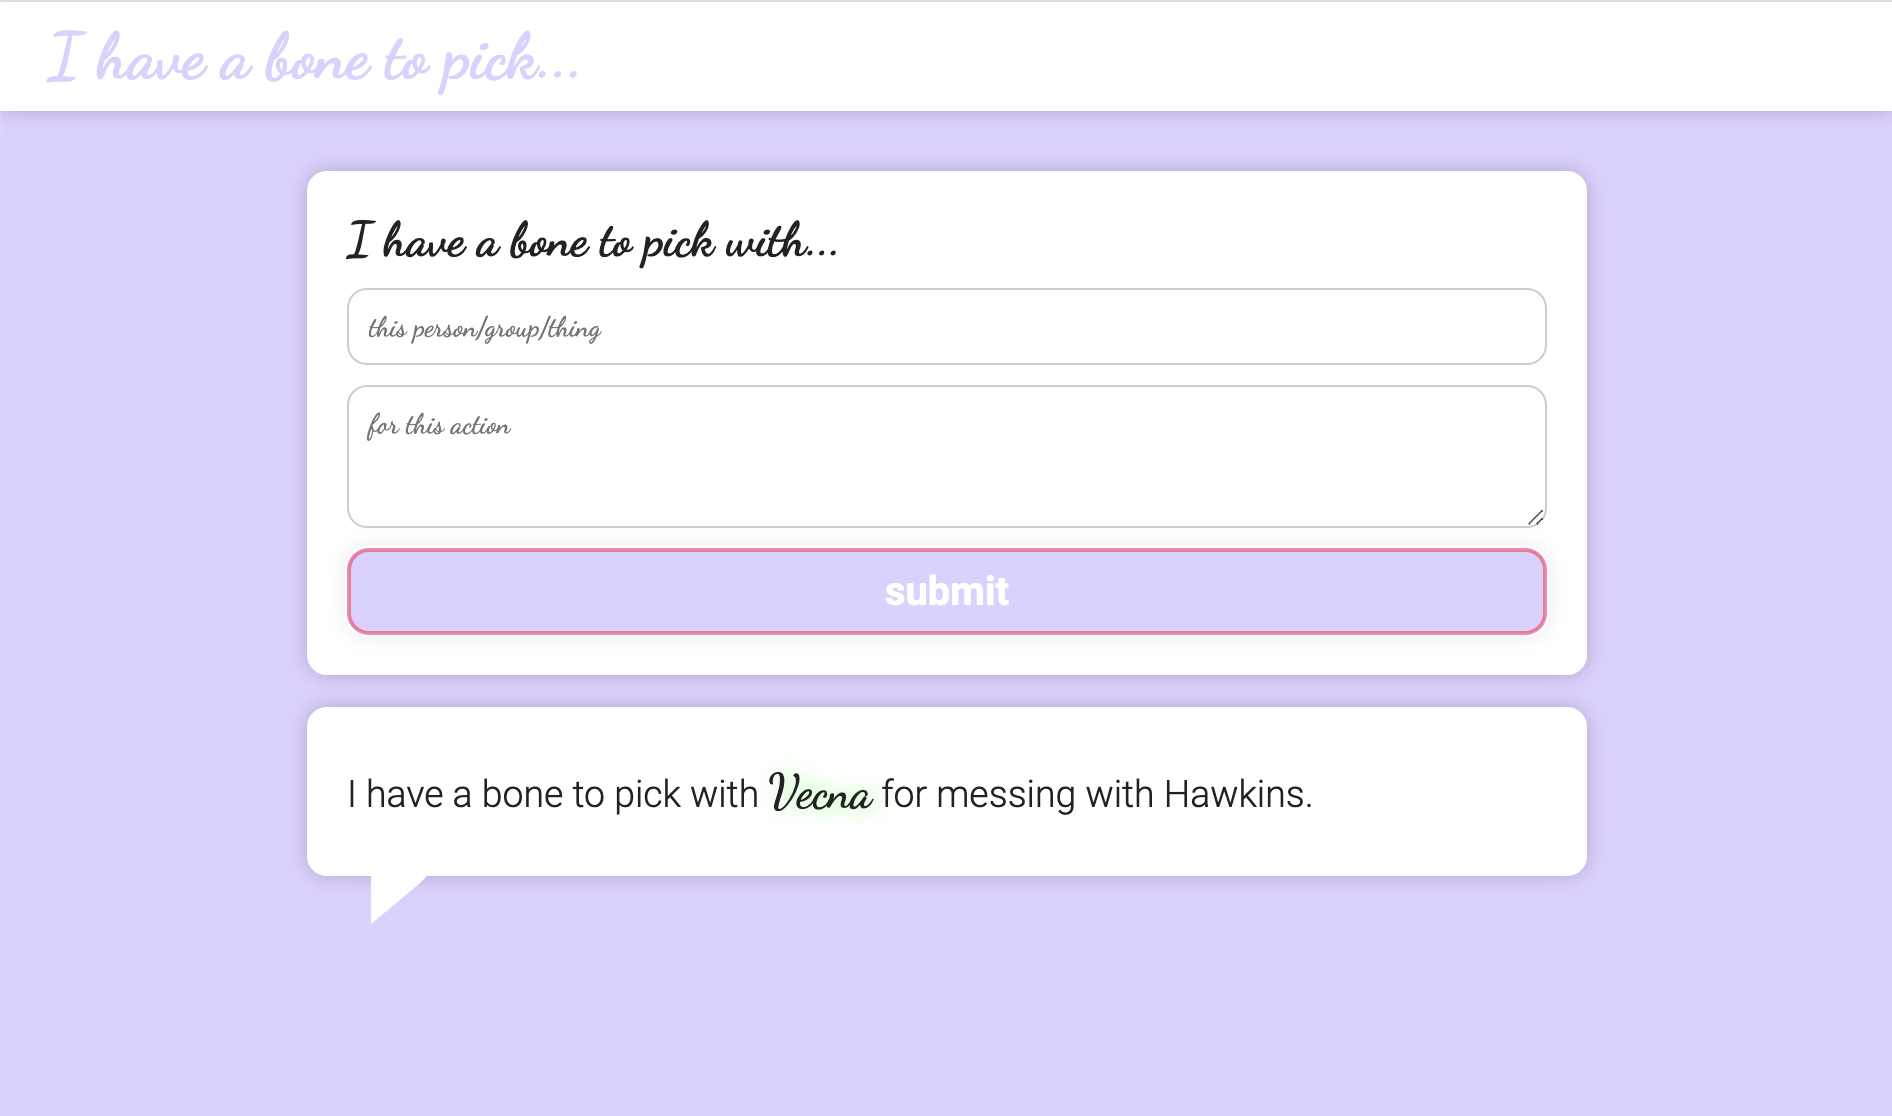 I have a bone to pick...
I have a bone to pick with...
this person/group/thing
for this action
submit
I have a bone to pick with Vecna for messing with Hawkins.